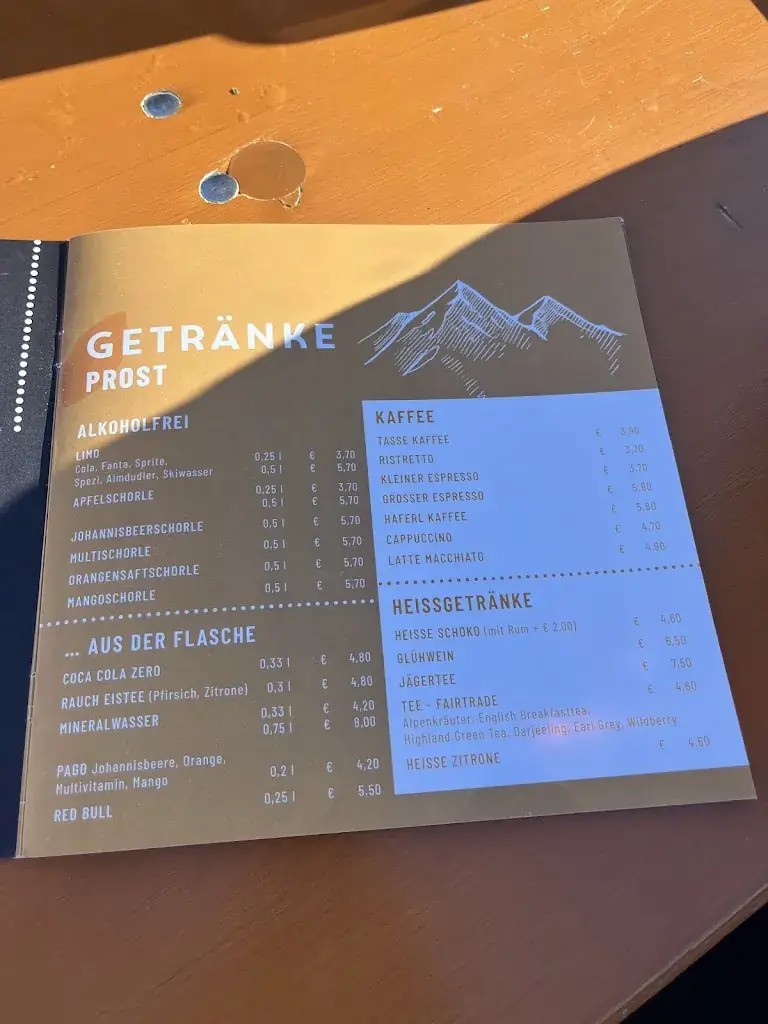 GETRÄNKE
PROST
ALKOHOLFREI
LIMO
Cola, Fanta, Sprite, 0,25 l € 3,70
Spezi, Almdudler, Skiwasser 0,5 l € 5,70
APFELSCHORLE 0,25 l € 3,70
0,5 l € 5,70
JOHANNISBEERSCHORLE 0,5 l € 5,70
MULTISCHORLE 0,5 l € 5,70
ORANGENSAFTSCHORLE 0,5 l € 5,70
MANGOSCHORLE 0,5 l € 5,70
... AUS DER FLASCHE
COCA COLA ZERO 0,33 l € 4,80
RAUCH EISTEE (Pfirsich, Zitrone) 0,3 l € 4,80
MINERALWASSER 0,33 l € 4,20
0,75 l € 8,00
PAGO Johannisbeere, Orange,
Multivitamin, Mango 0,2 l € 4,20
RED BULL 0,25 l € 5,50
KAFFEE
TASSE KAFFEE € 3,90
RISTRETTO € 3,70
KLEINER ESPRESSO € 3,70
GROSSER ESPRESSO € 5,80
HAFERL KAFFEE € 5,80
CAPPUCCINO € 4,70
LATTE MACCHIATO € 4,90
HEISSGETRÄNKE
HEISSE SCHOKO (mit Rum + € 2,00) € 4,60
GLÜHWEIN € 6,50
JÄGERTEE € 7,50
TEE - FAIRTRADE € 4,60
Alpenkräuter, English Breakfasttea,
Highland Green Tea, Darjeeling, Earl Grey, Wildberry
HEISSE ZITRONE € 4,60